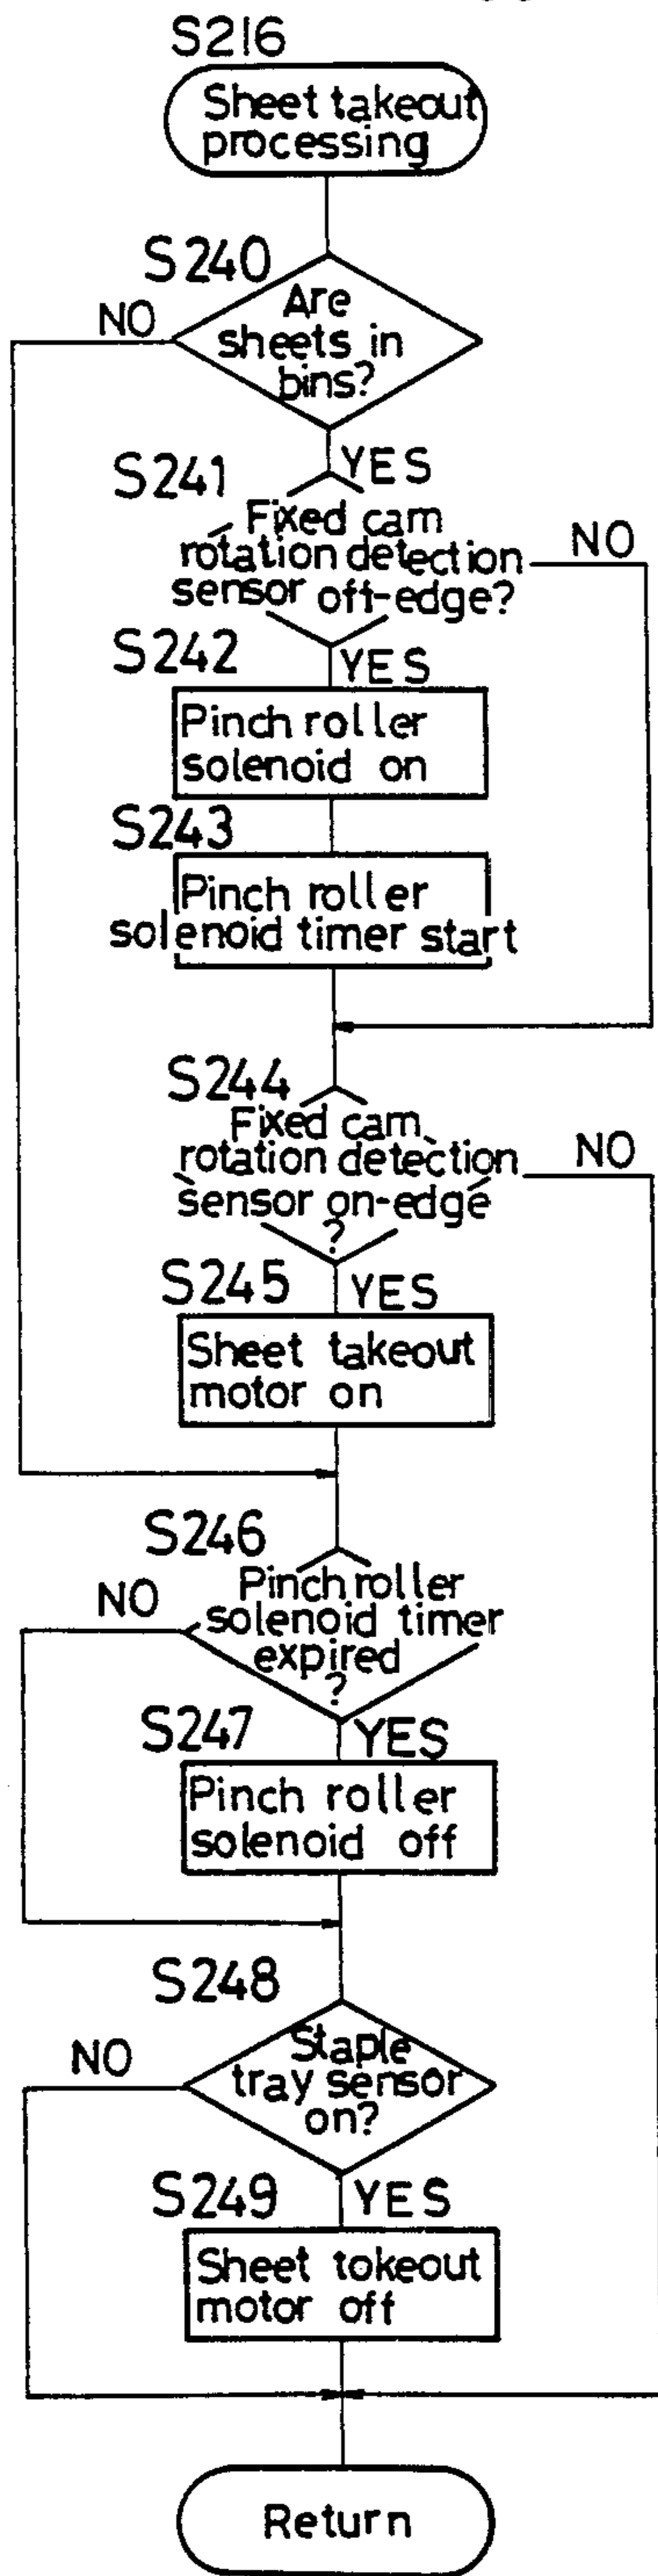 S216
Sheet takeout
processing
S240
Are
sheets in
bins?
NO
YES
S241
Fixed cam
rotation detection
sensor off-edge?
NO
YES
S242
Pinch roller
solenoid on
S243
Pinch roller
solenoid timer start
S244
Fixed cam
rotation detection
sensor on-edge
?
NO
YES
S245
Sheet takeout
motor on
S246
Pinch roller
solenoid timer
expired
?
NO
YES
S247
Pinch roller
solenoid off
S248
Staple
tray sensor
on?
NO
YES
S249
Sheet tokeout
motor off
Return